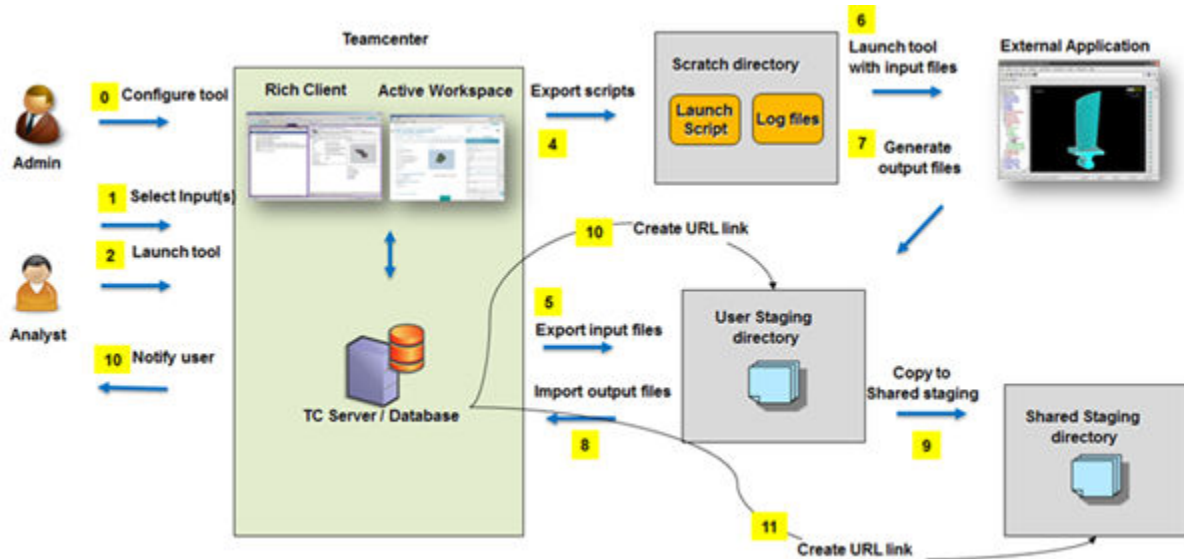 Teamcenter
Rich Client
Active Workspace
0
Configure tool
Admin
1
Select Input(s)
2
Launch tool
Analyst
10
Notify user
TC Server / Database
Export scripts
4
Scratch directory
Launch
Script
Log files
6
Launch tool
with input files
External Application
7
Generate
output files
10
Create URL link
5
Export input files
Import output files
8
User Staging
directory
Copy to
Shared staging
9
Shared Staging
directory
11
Create URL link